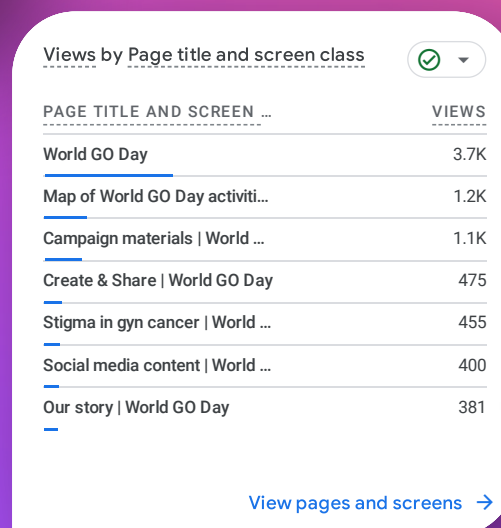 Views by Page title and screen class
PAGE TITLE AND SCREEN … VIEWS
World GO Day 3.7K
Map of World GO Day activiti… 1.2K
Campaign materials | World … 1.1K
Create & Share | World GO Day 475
Stigma in gyn cancer | World … 455
Social media content | World … 400
Our story | World GO Day 381
View pages and screens